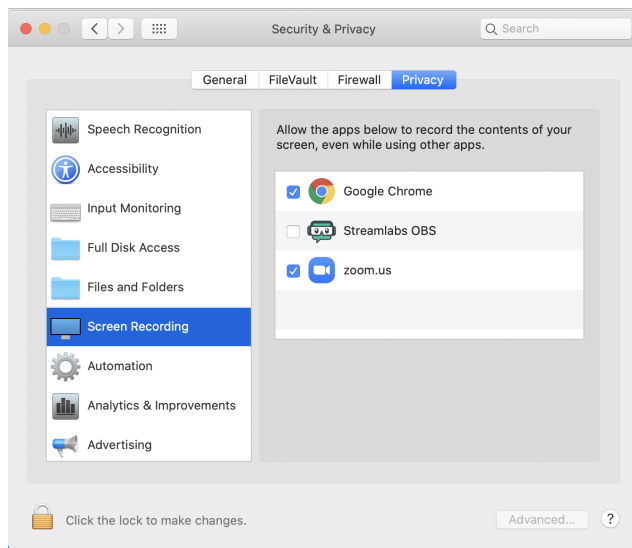 Security & Privacy
Search
General
FileVault
Firewall
Privacy
Speech Recognition
Accessibility
Input Monitoring
Full Disk Access
Files and Folders
Screen Recording
Automation
Analytics & Improvements
Advertising
Allow the apps below to record the contents of your
screen, even while using other apps.
Google Chrome
Streamlabs OBS
zoom.us
Click the lock to make changes.
Advanced...
?